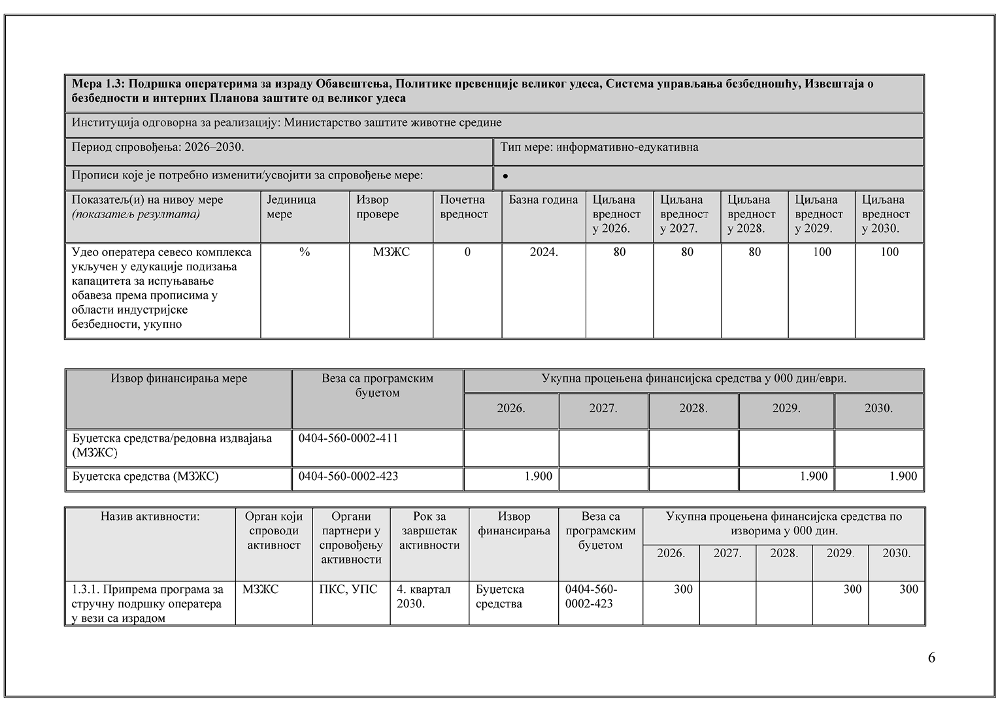 Мера 1.3: Подршка оператерима за израду Обавештења, Политике превенције великог удеса, Система управљања безбедношћу, Извештаја о
безбедности и интерних Планова заштите од великог удеса
Институција одговорна за реализацију: Министарство заштите животне средине
Период спровођења: 2026–2030.
Тип мере: информативно-едукативна
Прописи које је потребно изменити/усвојити за спровођење мере:
•
Показатељ(и) на нивоу мере
(показатељ резултата)
Јединица
мере
Извор
провере
Почетна
вредност
Базна година
Циљана
вредност
у 2026.
Циљана
вредност
у 2027.
Циљана
вредност
у 2028.
Циљана
вредност
у 2029.
Циљана
вредност
у 2030.
Удео оператера севесо комплекса
укључен у едукације подизања
капацитета за испуњавање
обавеза према прописима у
области индустријске
безбедности, укупно
%
МЗЖС
0
2024.
80
80
80
100
100
Извор финансирања мере
Веза са програмским
буџетом
Укупна процењена финансијска средства у 000 дин/еври.
2026.
2027.
2028.
2029.
2030.
Буџетска средства/редовна издвајања
(МЗЖС)
0404-560-0002-411
Буџетска средства (МЗЖС)
0404-560-0002-423
1.900
1.900
1.900
Назив активности:
Орган који
спроводи
активност
Органи
партнери у
спровођењу
активности
Рок за
завршетак
активности
Извор
финансирања
Веза са
програмским
буџетом
Укупна процењена финансијска средства по
изворима у 000 дин.
2026.
2027.
2028.
2029.
2030.
1.3.1. Припрема програма за
стручну подршку оператера
у вези са израдом
МЗЖС
ПКС, УПС
4. квартал
2030.
Буџетска
средства
0404-560-
0002-423
300
300
300
6